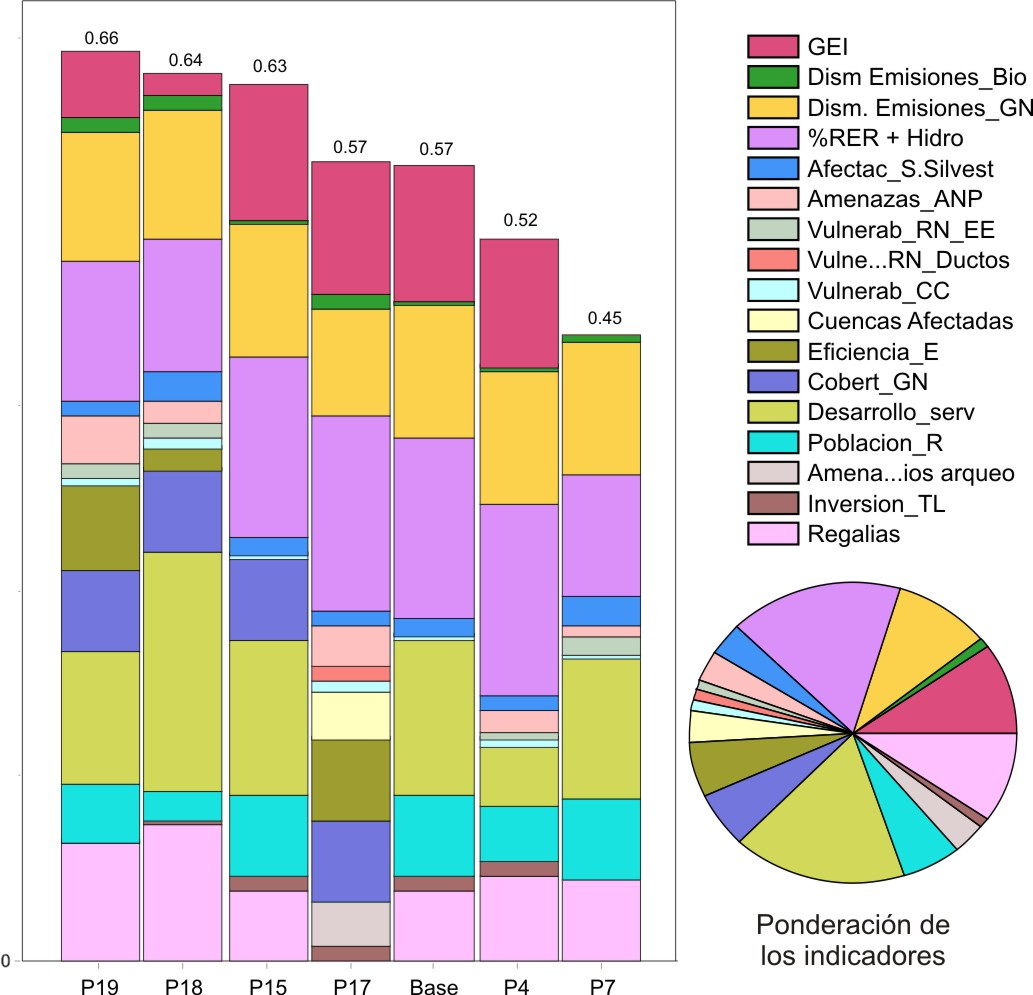 0.66
0.64
0.63
0.57
0.57
0.52
0.45
0
P19
P18
P15
P17
Base
P4
P7
GEI
Dism Emisiones_Bio
Dism. Emisiones_GN
%RER + Hidro
Afectac_S.Silvest
Amenazas_ANP
Vulnerab_RN_EE
Vulne...RN_Ductos
Vulnerab_CC
Cuencas Afectadas
Eficiencia_E
Cobert_GN
Desarrollo_serv
Poblacion_R
Amena...ios arqueo
Inversion_TL
Regalias
Ponderación de
los indicadores